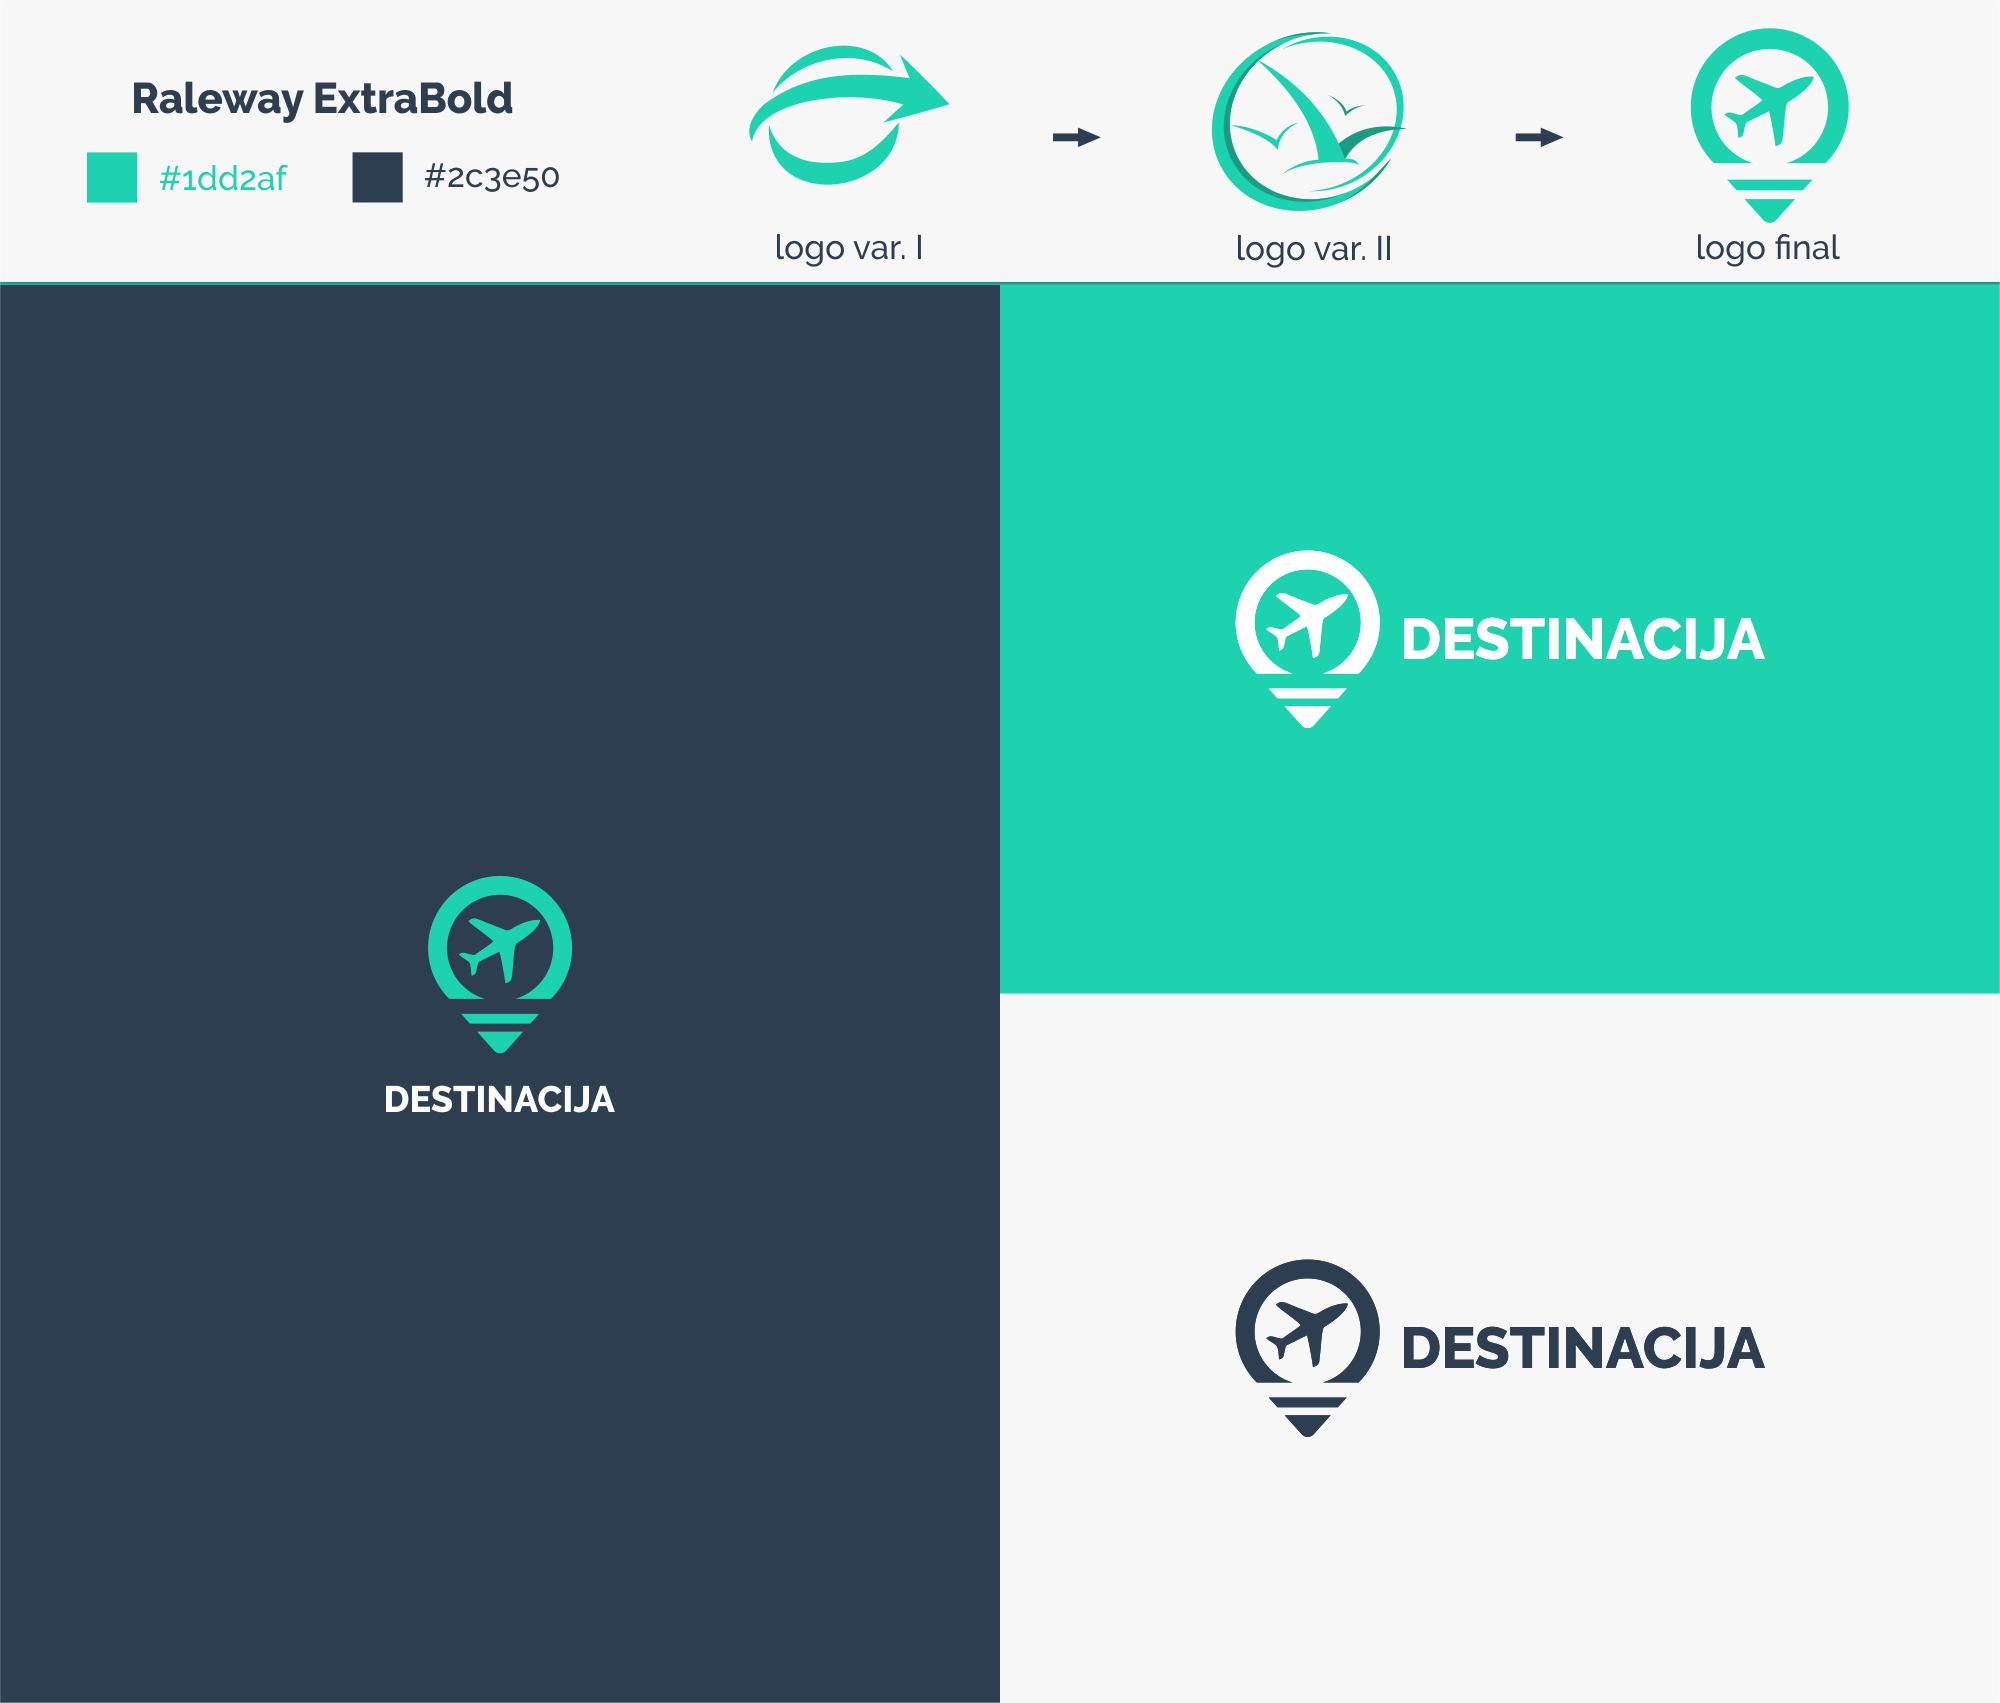 Raleway ExtraBold
#1dd2af
#2c3e50
logo var. I
logo var. II
logo final
DESTINACIJA
DESTINACIJA
DESTINACIJA